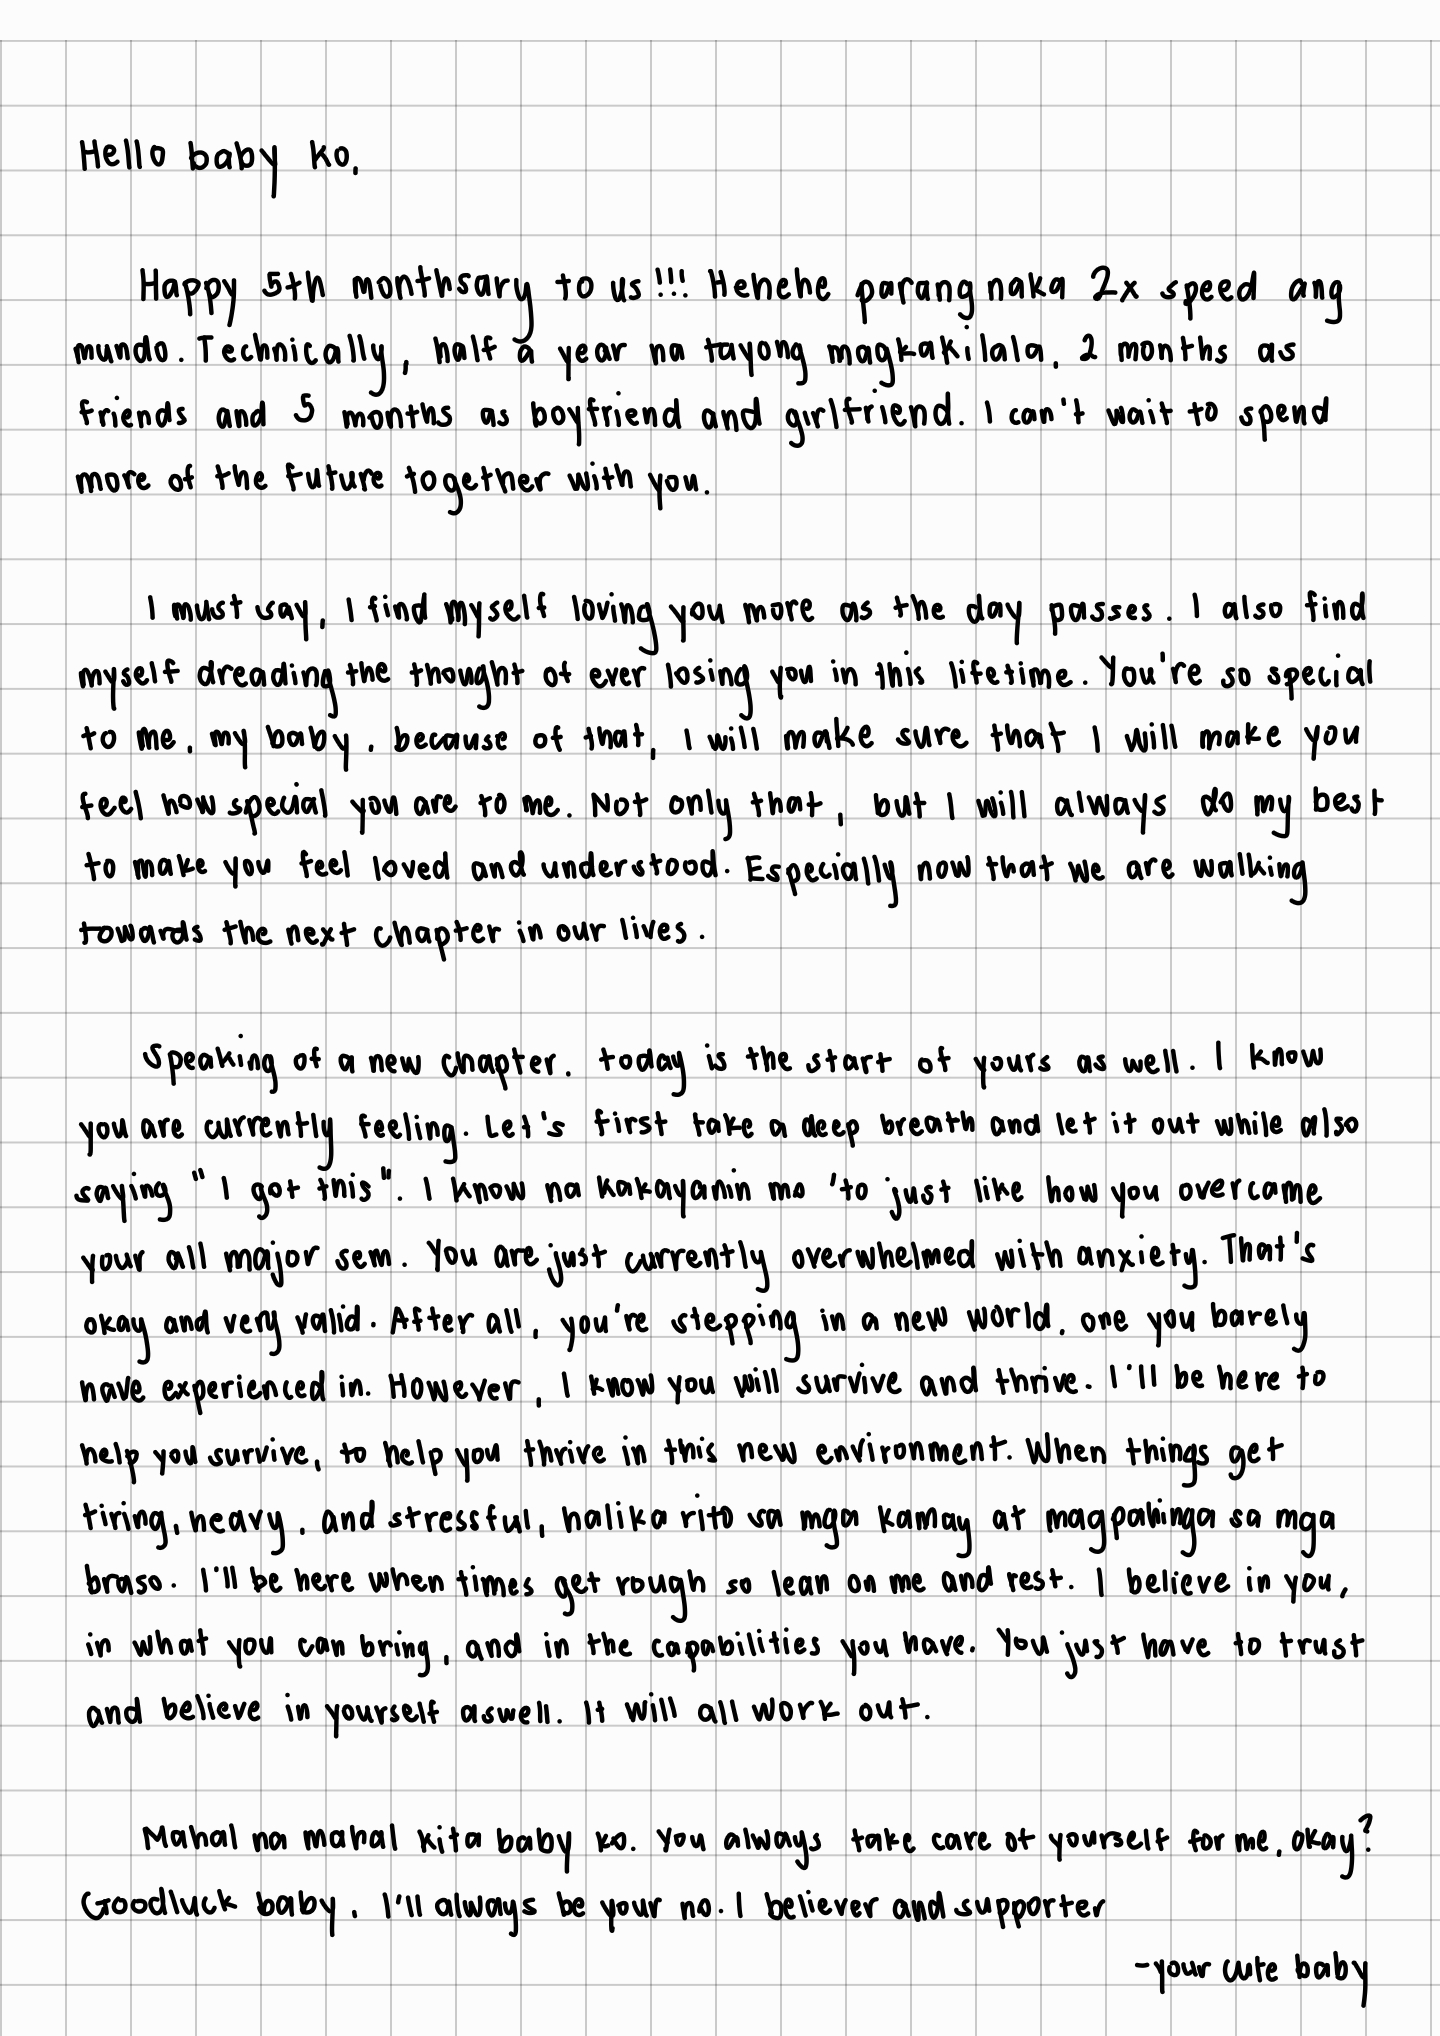 Hello baby ko,
Happy 5th monthsary to us!!! Hehehe parang naka 2x speed ang
mundo. Technically, half a year na tayong magkakilala, 2 months as
friends and 5 months as boyfriend and girlfriend. I can't wait to spend
more of the future together with you.
I must say, I find myself loving you more as the day passes. I also find
myself dreading the thought of ever losing you in this lifetime. You're so special
to me, my baby, because of that, I will make sure that I will make you
feel how special you are to me. Not only that, but I will always do my best
to make you feel loved and understood. Especially now that we are walking
towards the next chapter in our lives.
Speaking of a new chapter, today is the start of yours as well. I know
you are currently feeling. Let's first take a deep breath and let it out while also
saying "I got this". I know na kakayanin mo 'to just like how you overcame
your all major sem. You are just currently overwhelmed with anxiety. That's
okay and very valid. After all, you're stepping in a new world, one you barely
have experienced in. However, I know you will survive and thrive. I'll be here to
help you survive, to help you thrive in this new environment. When things get
tiring, heavy, and stressful, halika rito sa mga kamay at magpahinga sa mga
braso. I'll be here when times get rough so lean on me and rest. I believe in you,
in what you can bring, and in the capabilities you have. You just have to trust
and believe in yourself aswell. It will all work out.
Mahal na mahal kita baby ko. You always take care of yourself for me, okay?
Goodluck baby, I'll always be your no. 1 believer and supporter
-your cute baby